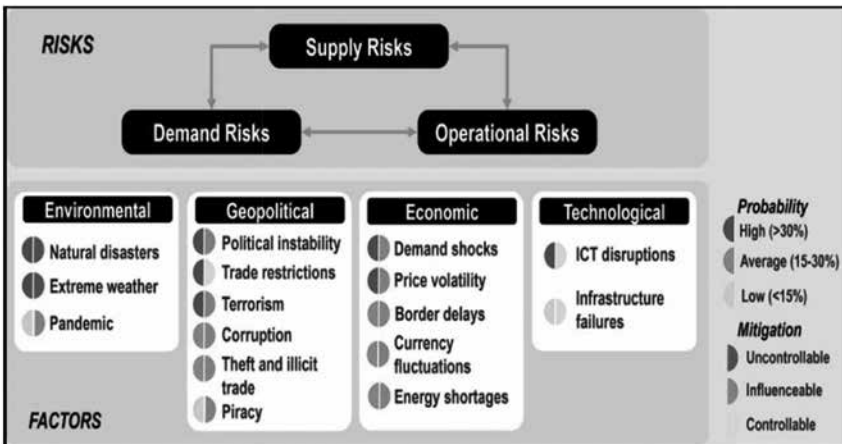 RISKS
Supply Risks
Demand Risks
Operational Risks
Environmental
Natural disasters
Extreme weather
Pandemic
Geopolitical
Political instability
Trade restrictions
Terrorism
Corruption
Theft and illicit
trade
Piracy
Economic
Demand shocks
Price volatility
Border delays
Currency
fluctuations
Energy shortages
Technological
ICT disruptions
Infrastructure
failures
FACTORS
Probability
High (>30%)
Average (15-30%)
Low (<15%)
Mitigation
Uncontrollable
Influenceable
Controllable